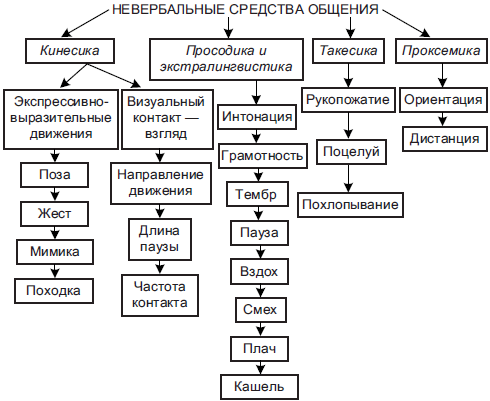 НЕВЕРБАЛЬНЫЕ СРЕДСТВА ОБЩЕНИЯ
Кинесика
Экспрессивно-
выразительные
движения
Поза
Жест
Мимика
Походка
Визуальный
контакт —
взгляд
Направление
движения
Длина
паузы
Частота
контакта
Просодика и
экстралингвистика
Интонация
Грамотность
Тембр
Пауза
Вздох
Смех
Плач
Кашель
Такесика
Рукопожатие
Поцелуй
Похлопывание
Проксемика
Ориентация
Дистанция